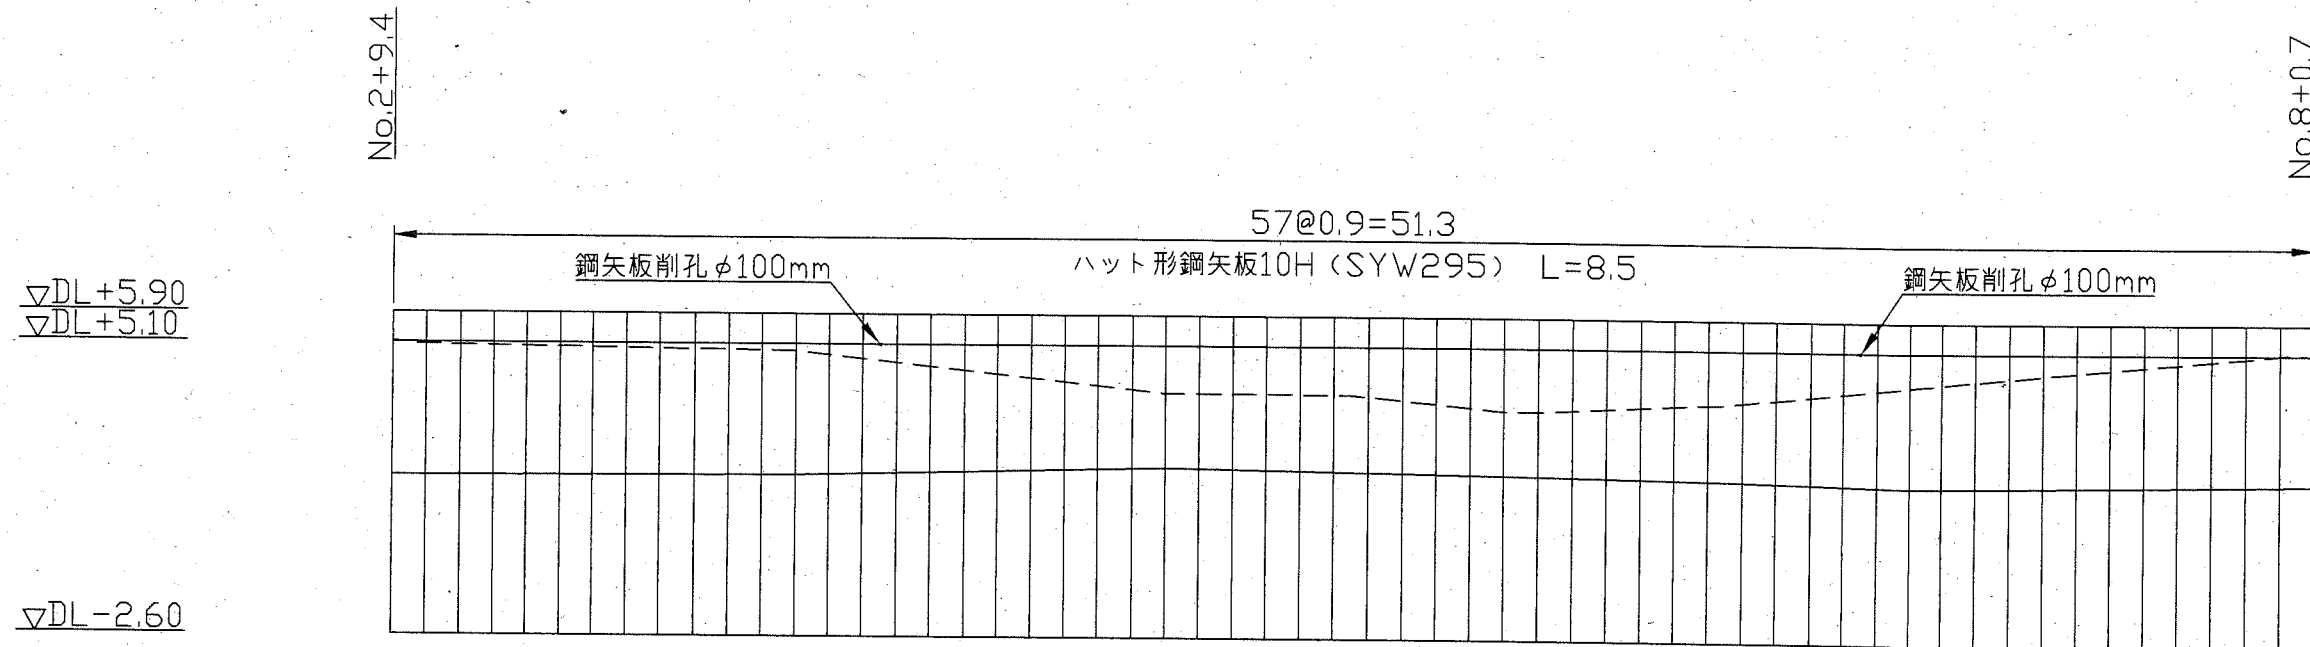 No.2+9.4
No.8+0.7
57@0.9=51.3
ハット形鋼矢板10H（SYW295） L=8.5
鋼矢板削孔φ100mm
鋼矢板削孔φ100mm
▽DL+5.90
▽DL+5.10
▽DL-2.60